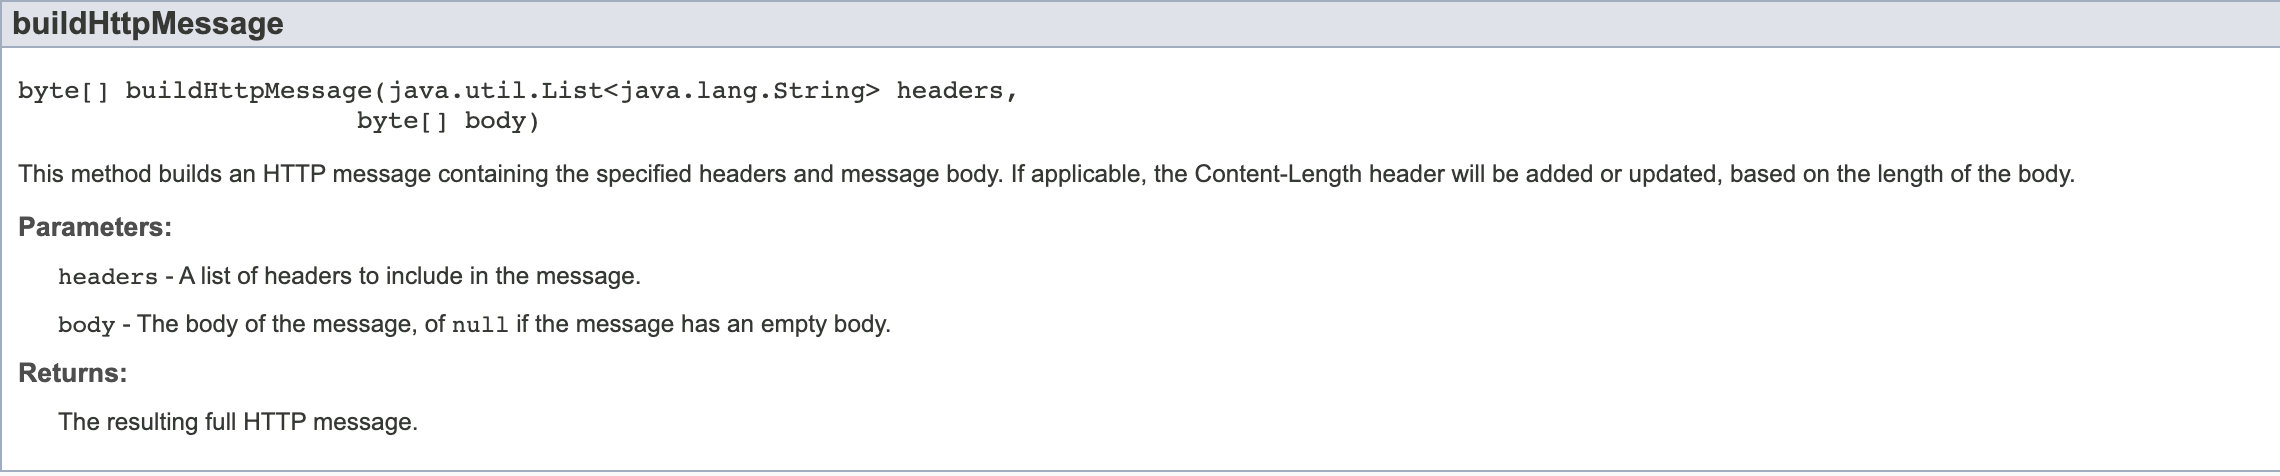 buildHttpMessage
byte[] buildHttpMessage(java.util.List<java.lang.String> headers,
byte[] body)
This method builds an HTTP message containing the specified headers and message body. If applicable, the Content-Length header will be added or updated, based on the length of the body.
Parameters:
headers - A list of headers to include in the message.
body - The body of the message, of null if the message has an empty body.
Returns:
The resulting full HTTP message.